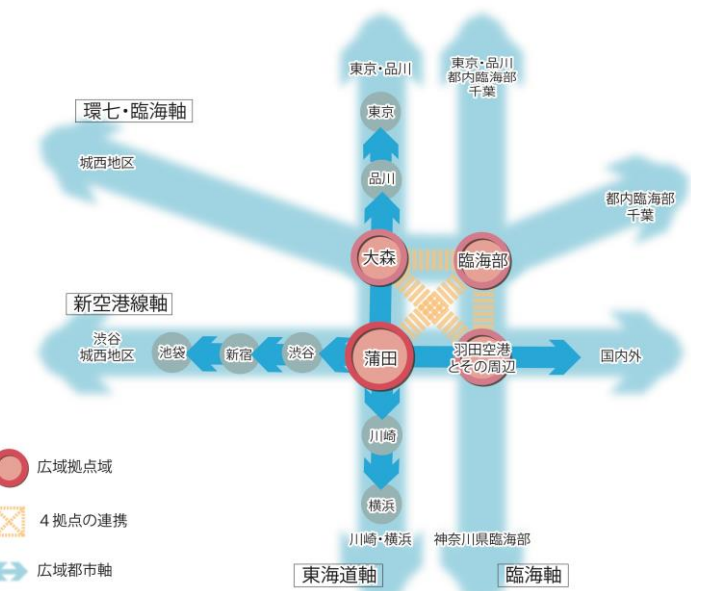 東京・品川
東京・品川
都内臨海部
千葉
環七・臨海軸
東京
城西地区
品川
都内臨海部
千葉
大森
臨海部
新空港線軸
渋谷
城西地区
池袋
新宿
渋谷
蒲田
羽田空港
とその周辺
国内外
川崎
広域拠点域
横浜
4拠点の連携
川崎・横浜
神奈川県臨海部
広域都市軸
東海道軸
臨海軸